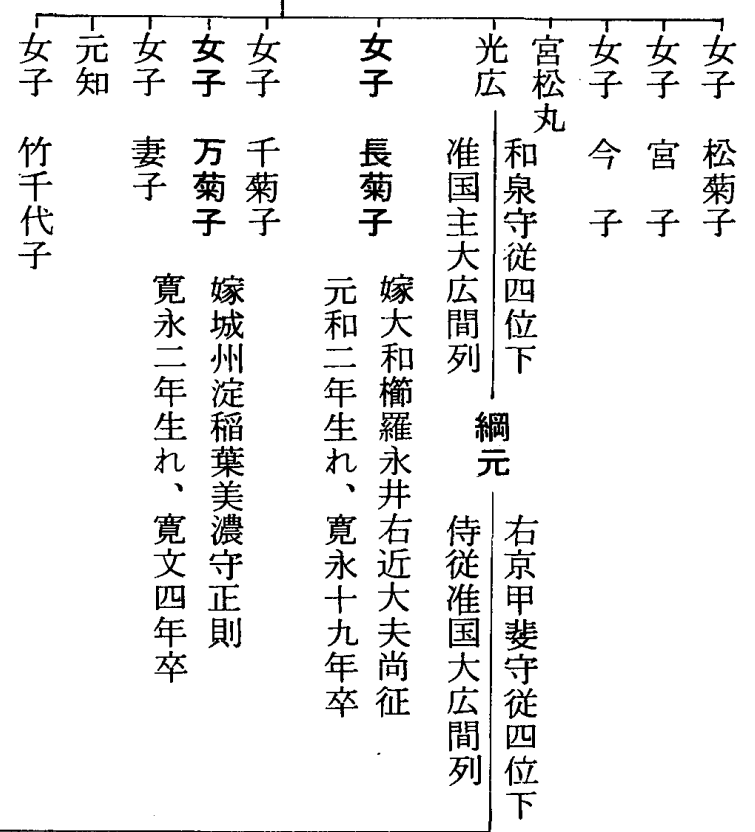 女子 松菊子
女子 宮子
女子 今子
宮松丸
光広
和泉守従四位下
准国主大広間列
綱元
右京甲斐守従四位下
侍従准国大広間列
女子 長菊子
嫁大和櫛羅永井右近大夫尚征
元和二年生れ、寛永十九年卒
女子 千菊子
女子 万菊子
嫁城州淀稲葉美濃守正則
寛永二年生れ、寛文四年卒
女子 妻子
元知
女子 竹千代子